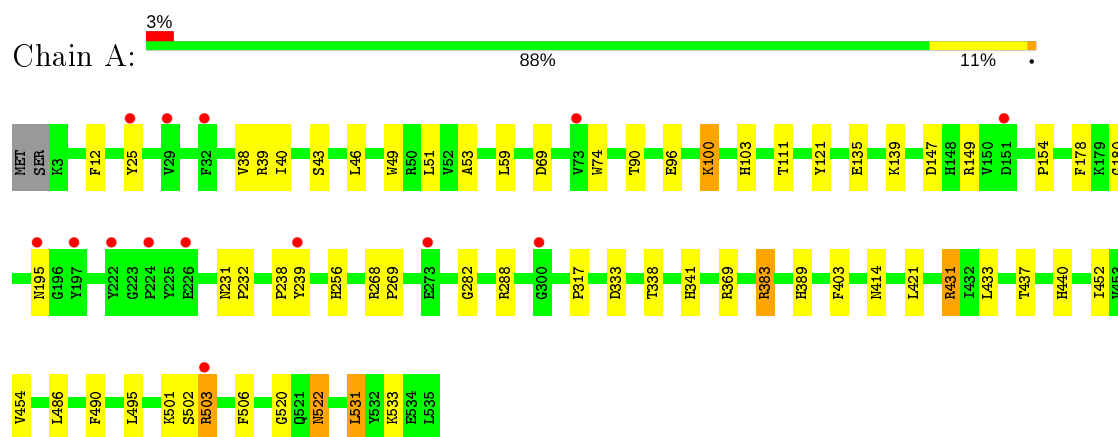 3%
Chain A:
88% 11% •
MET SER K3 F12 Y25 V29 F32 V38 R39 I40 S43 L46 W49 R50 L51 V52 A53 L59 D69 V73 W74 T90 E96 K100 H103 T111 Y121 E135 K139 D147 H148 R149 V150 D151 P154 F178 K179 G180
N195 G196 Y197 Y222 G223 P224 Y225 E226 N231 P232 P238 Y239 H256 R268 P269 E273 G282 R288 G300 P317 D333 T338 H341 R369 R383 H389 F403 N414 L421 R431 I432 L433 T437 H440 I452 V453
V454 L486 F490 L495 K501 S502 R503 F506 G520 Q521 N522 L531 Y532 K533 E534 L535